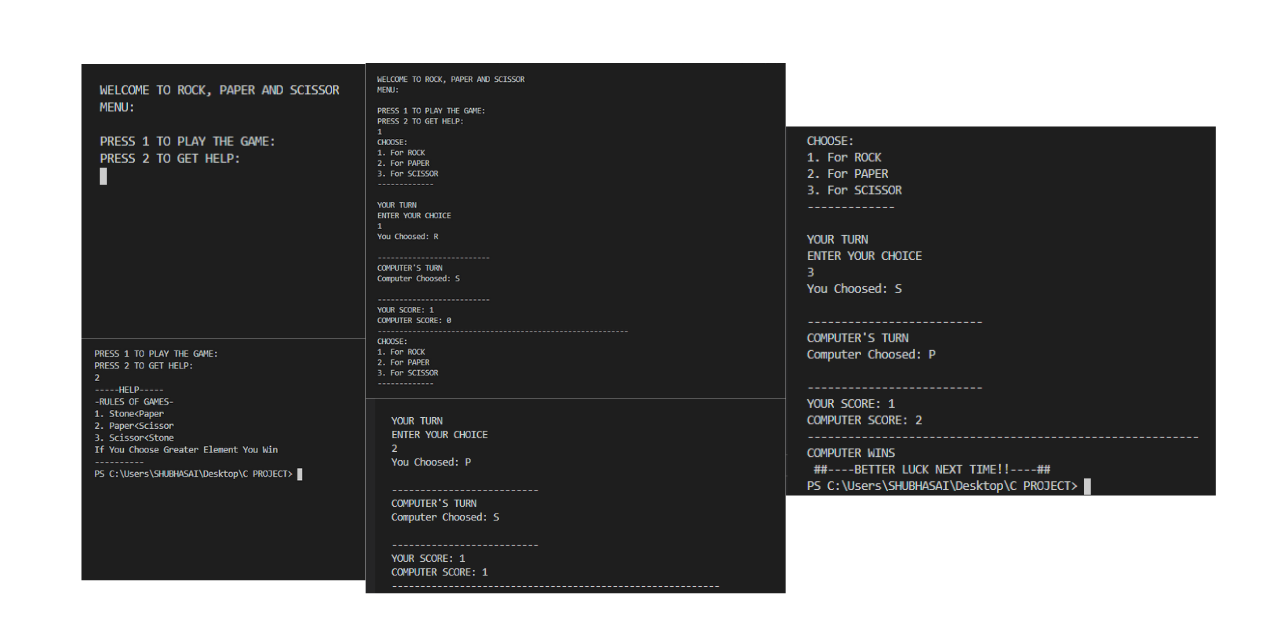 WELCOME TO ROCK, PAPER AND SCISSOR
MENU:
PRESS 1 TO PLAY THE GAME:
PRESS 2 TO GET HELP:
PRESS 1 TO PLAY THE GAME:
PRESS 2 TO GET HELP:
2
-----HELP-----
-RULES OF GAMES-
1. Stone<Paper
2. Paper<Scissor
3. Scissor<Stone
If You Choose Greater Element You Win
----------
PS C:\Users\SHUBHASAI\Desktop\C PROJECT>
WELCOME TO ROCK, PAPER AND SCISSOR
MENU:
PRESS 1 TO PLAY THE GAME:
PRESS 2 TO GET HELP:
1
CHOOSE:
1. For ROCK
2. For PAPER
3. For SCISSOR
-------------
YOUR TURN
ENTER YOUR CHOICE
1
You Choosed: R
--------------------------
COMPUTER'S TURN
Computer Choosed: S
--------------------------
YOUR SCORE: 1
COMPUTER SCORE: 0
----------------------------------------------------------
CHOOSE:
1. For ROCK
2. For PAPER
3. For SCISSOR
-------------
YOUR TURN
ENTER YOUR CHOICE
2
You Choosed: P
--------------------------
COMPUTER'S TURN
Computer Choosed: S
--------------------------
YOUR SCORE: 1
COMPUTER SCORE: 1
----------------------------------------------------------
CHOOSE:
1. For ROCK
2. For PAPER
3. For SCISSOR
-------------
YOUR TURN
ENTER YOUR CHOICE
3
You Choosed: S
--------------------------
COMPUTER'S TURN
Computer Choosed: P
--------------------------
YOUR SCORE: 1
COMPUTER SCORE: 2
----------------------------------------------------------
COMPUTER WINS
##----BETTER LUCK NEXT TIME!!----##
PS C:\Users\SHUBHASAI\Desktop\C PROJECT>